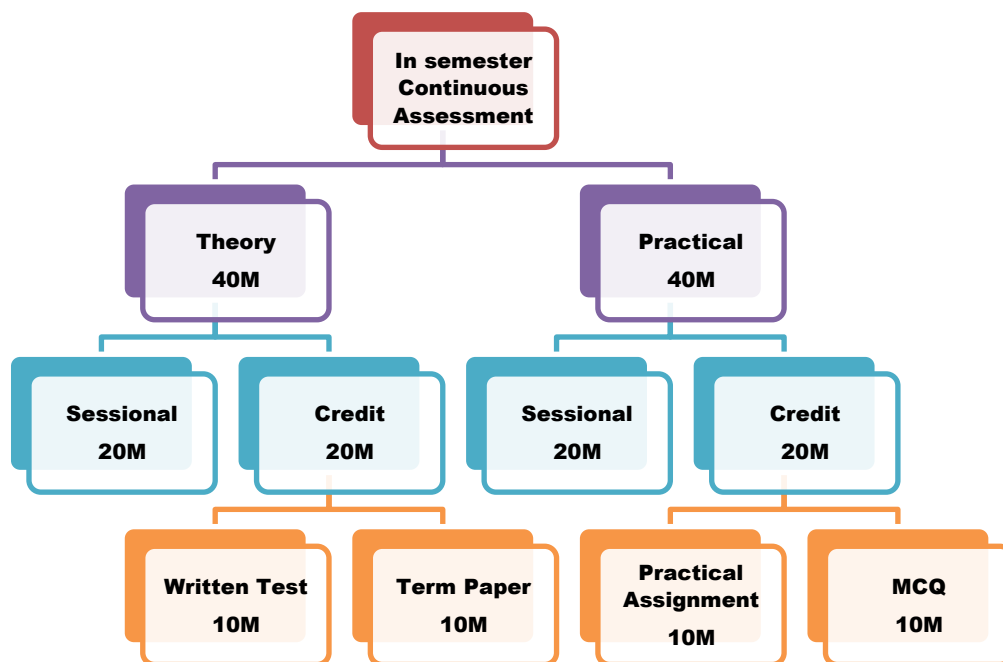 In semester
Continuous
Assessment
Theory
40M
Practical
40M
Sessional
20M
Credit
20M
Sessional
20M
Credit
20M
Written Test
10M
Term Paper
10M
Practical
Assignment
10M
MCQ
10M